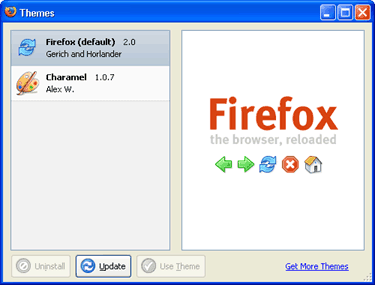 Themes
Firefox (default) 2.0
Gerich and Horlander
Charamel 1.0.7
Alex W.
Firefox
the browser, reloaded
Uninstall
Update
Use Theme
Get More Themes